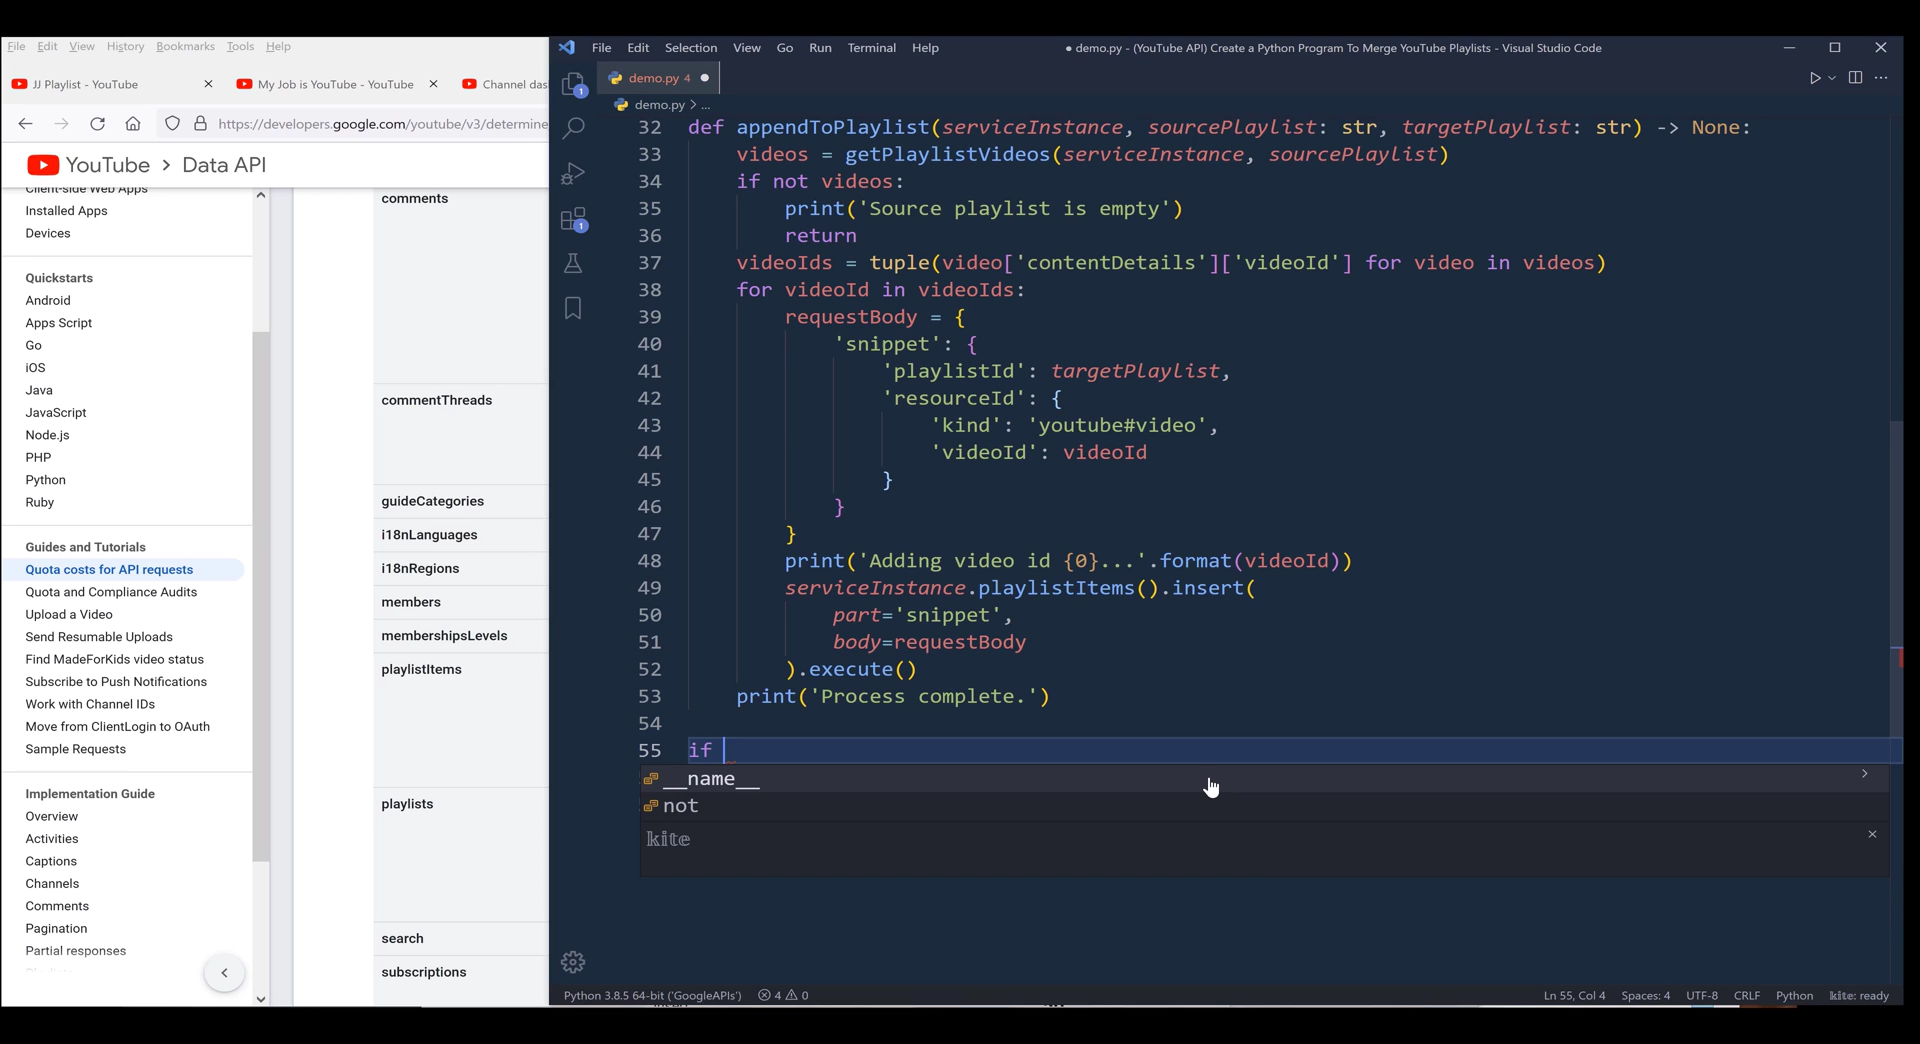 File Edit View History Bookmarks Tools Help
JJ Playlist - YouTube
My Job is YouTube - YouTube
Channel das
https://developers.google.com/youtube/v3/determine
YouTube > Data API
Client-side Web Apps
Installed Apps
Devices
Quickstarts
Android
Apps Script
Go
iOS
Java
JavaScript
Node.js
PHP
Python
Ruby
Guides and Tutorials
Quota costs for API requests
Quota and Compliance Audits
Upload a Video
Send Resumable Uploads
Find MadeForKids video status
Subscribe to Push Notifications
Work with Channel IDs
Move from ClientLogin to OAuth
Sample Requests
Implementation Guide
Overview
Activities
Captions
Channels
Comments
Pagination
Partial responses
comments
commentThreads
guideCategories
i18nLanguages
i18nRegions
members
membershipsLevels
playlistItems
playlists
search
subscriptions
File Edit Selection View Go Run Terminal Help
● demo.py - (YouTube API) Create a Python Program To Merge YouTube Playlists - Visual Studio Code
1
1
demo.py 4 ●
demo.py > ...
32 def appendToPlaylist(serviceInstance, sourcePlaylist: str, targetPlaylist: str) -> None:
33     videos = getPlaylistVideos(serviceInstance, sourcePlaylist)
34     if not videos:
35         print('Source playlist is empty')
36         return
37     videoIds = tuple(video['contentDetails']['videoId'] for video in videos)
38     for videoId in videoIds:
39         requestBody = {
40             'snippet': {
41                 'playlistId': targetPlaylist,
42                 'resourceId': {
43                     'kind': 'youtube#video',
44                     'videoId': videoId
45                 }
46             }
47         }
48         print('Adding video id {0}...'.format(videoId))
49         serviceInstance.playlistItems().insert(
50             part='snippet',
51             body=requestBody
52         ).execute()
53     print('Process complete.')
54
55 if
__name__
not
kite
Python 3.8.5 64-bit ('GoogleAPIs') 4 0
Ln 55, Col 4 Spaces: 4 UTF-8 CRLF Python kite: ready